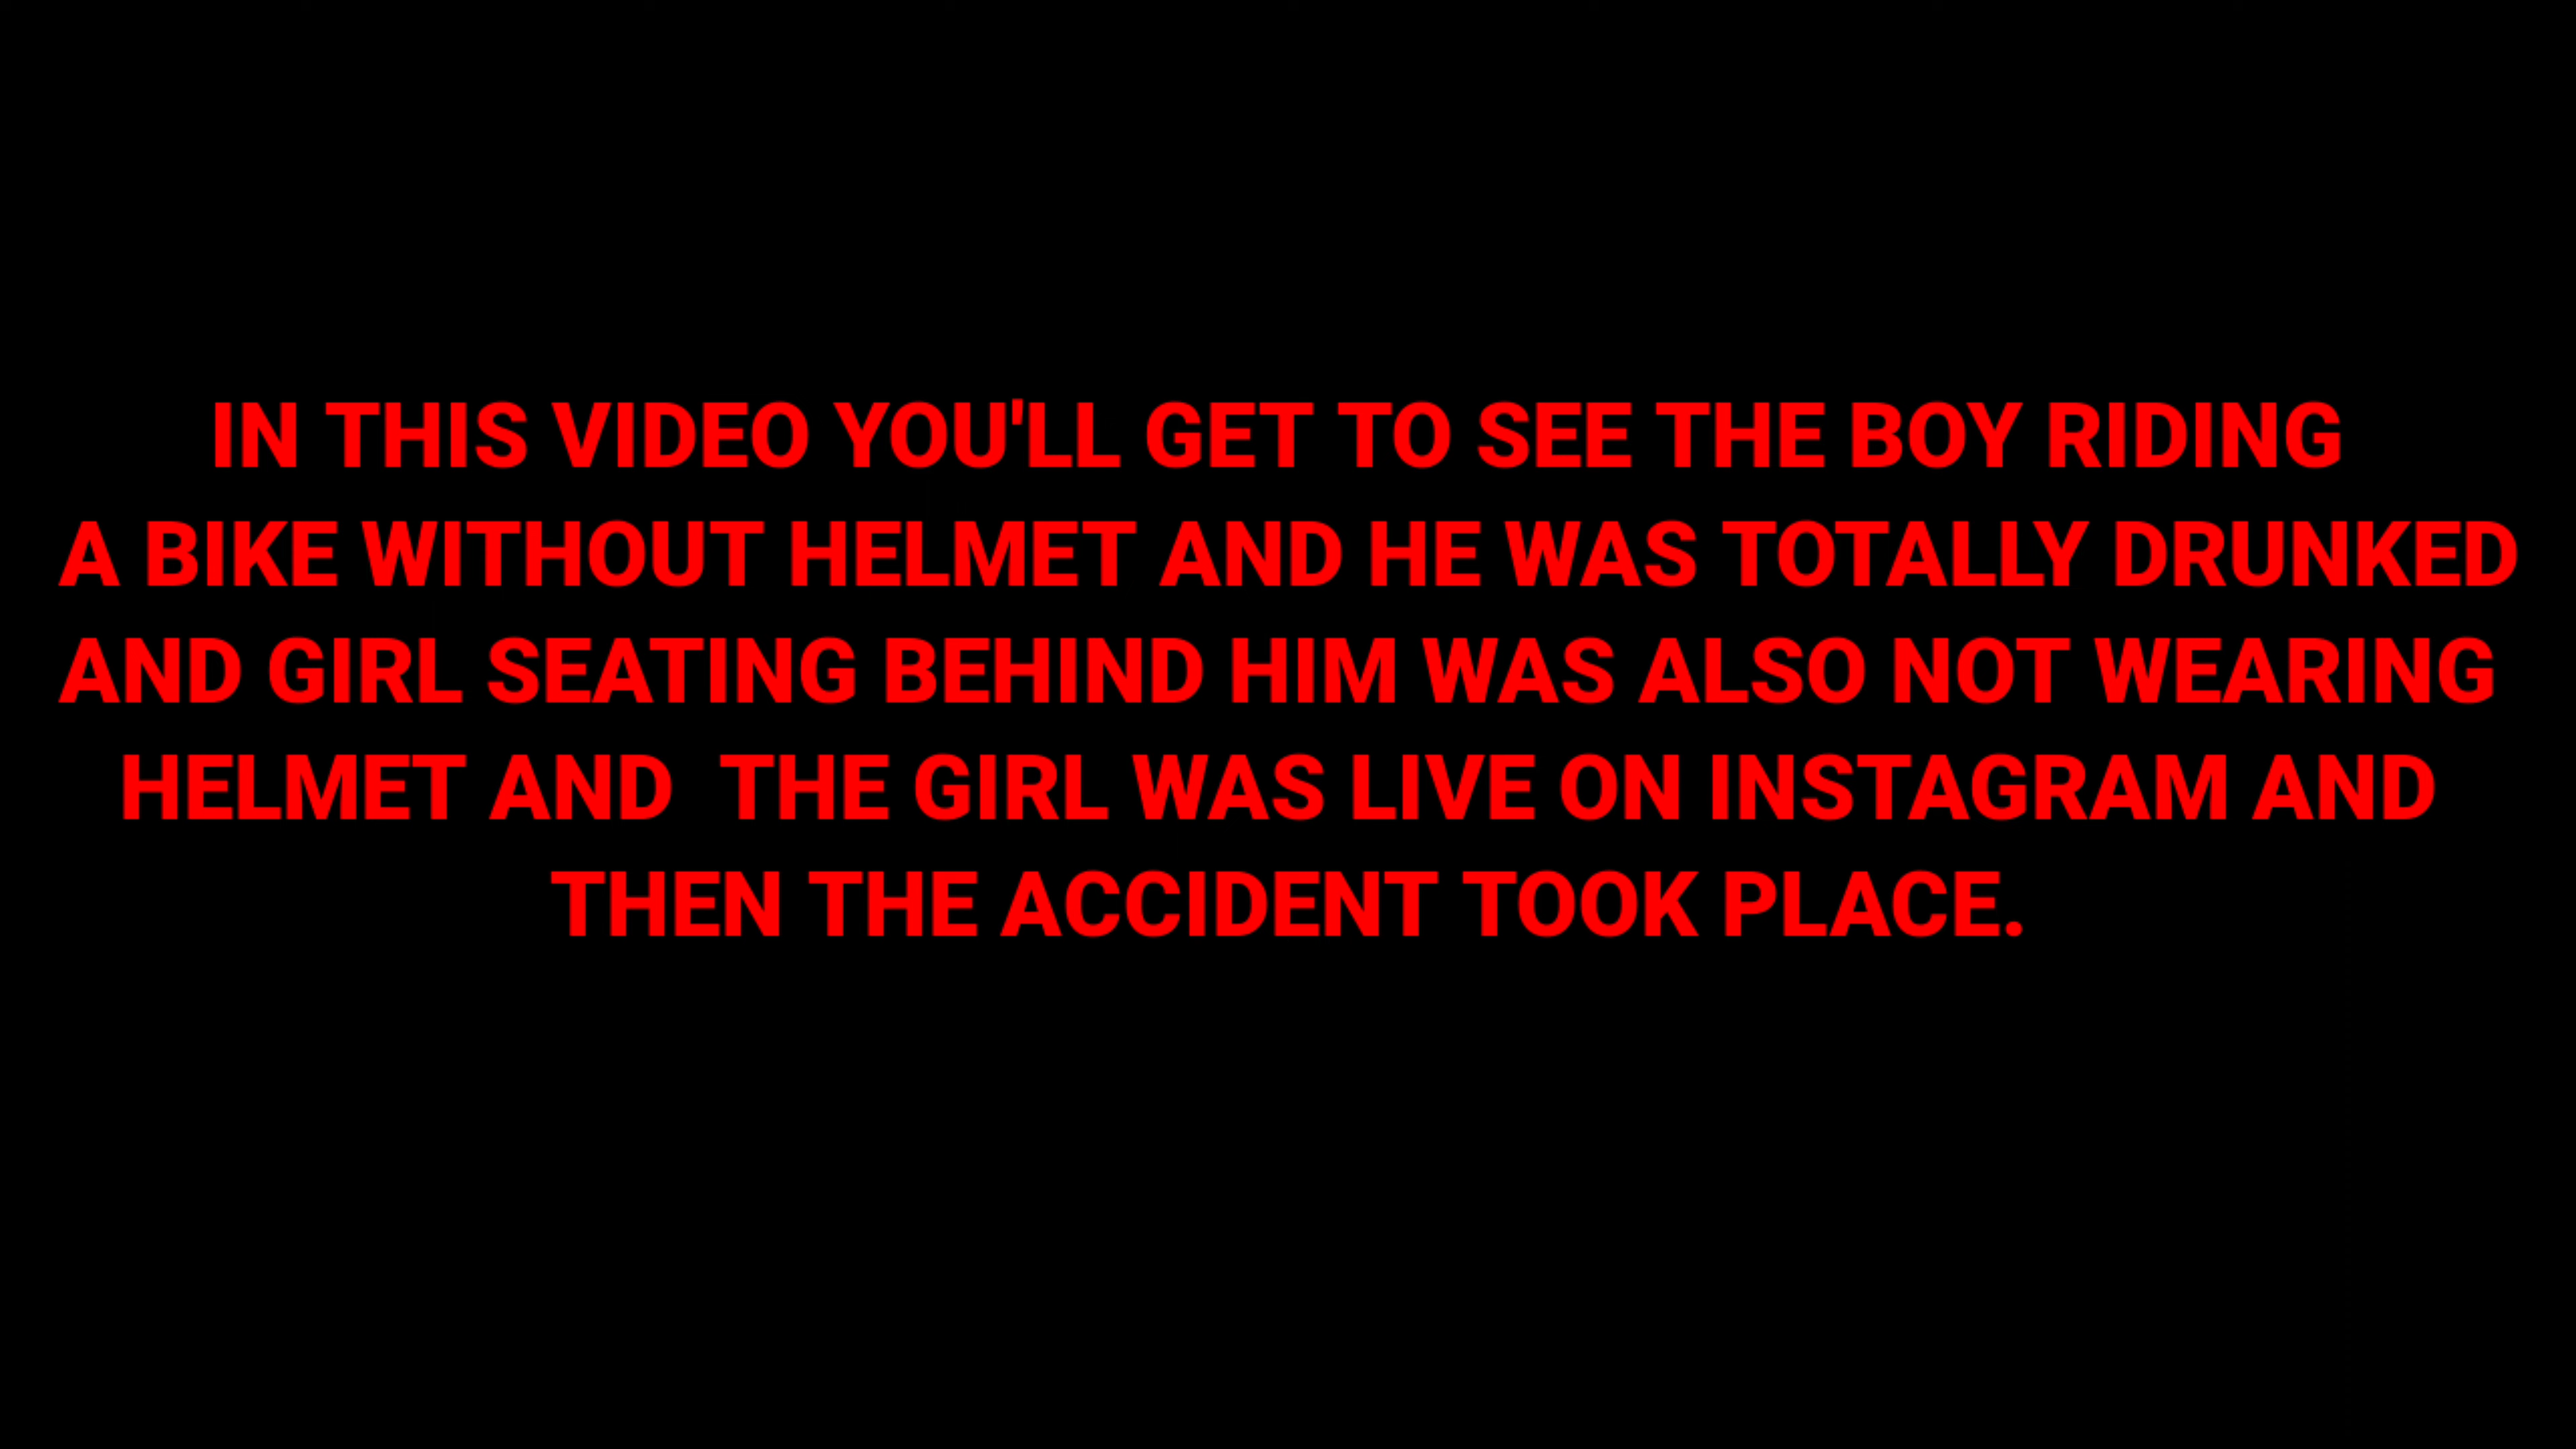 IN THIS VIDEO YOU'LL GET TO SEE THE BOY RIDING
A BIKE WITHOUT HELMET AND HE WAS TOTALLY DRUNKED
AND GIRL SEATING BEHIND HIM WAS ALSO NOT WEARING
HELMET AND  THE GIRL WAS LIVE ON INSTAGRAM AND
THEN THE ACCIDENT TOOK PLACE.